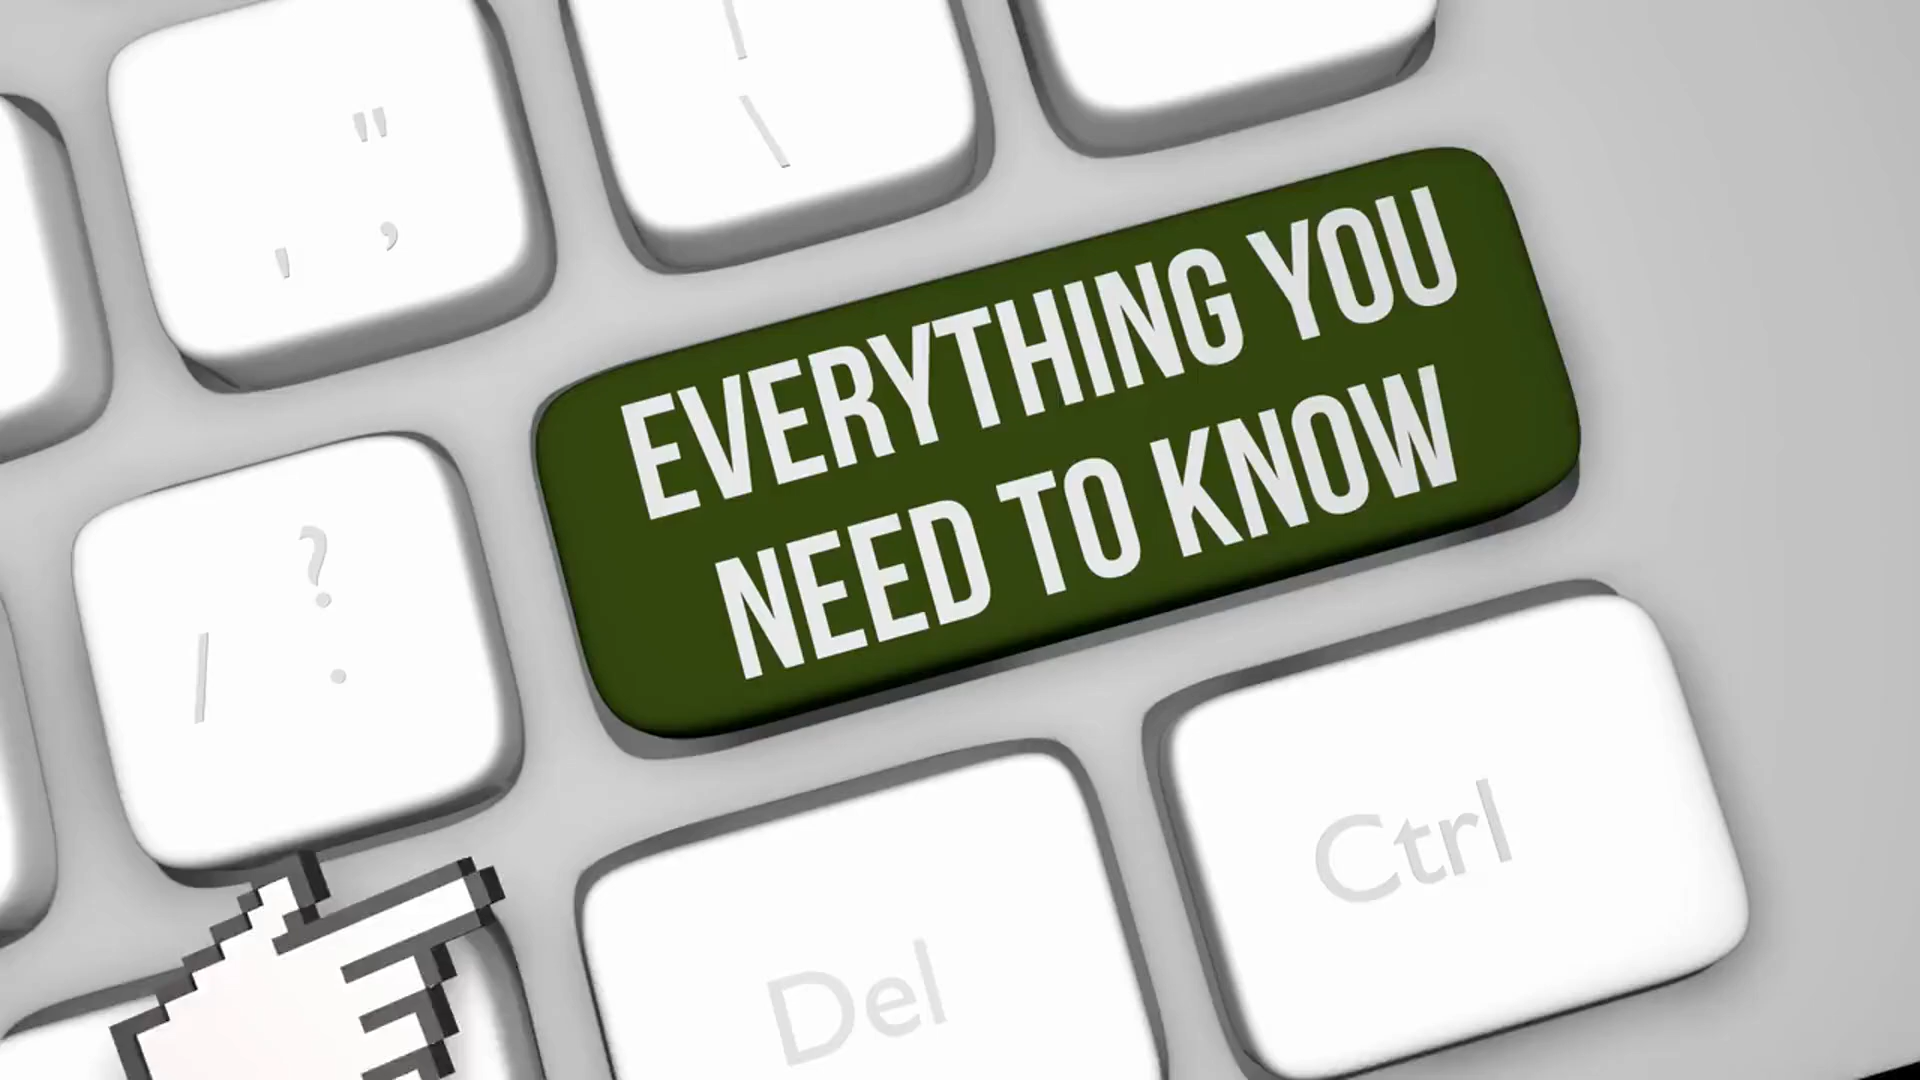 "
' ,
|
\
EVERYTHING YOU
NEED TO KNOW
?
/ .
Ctrl
Del